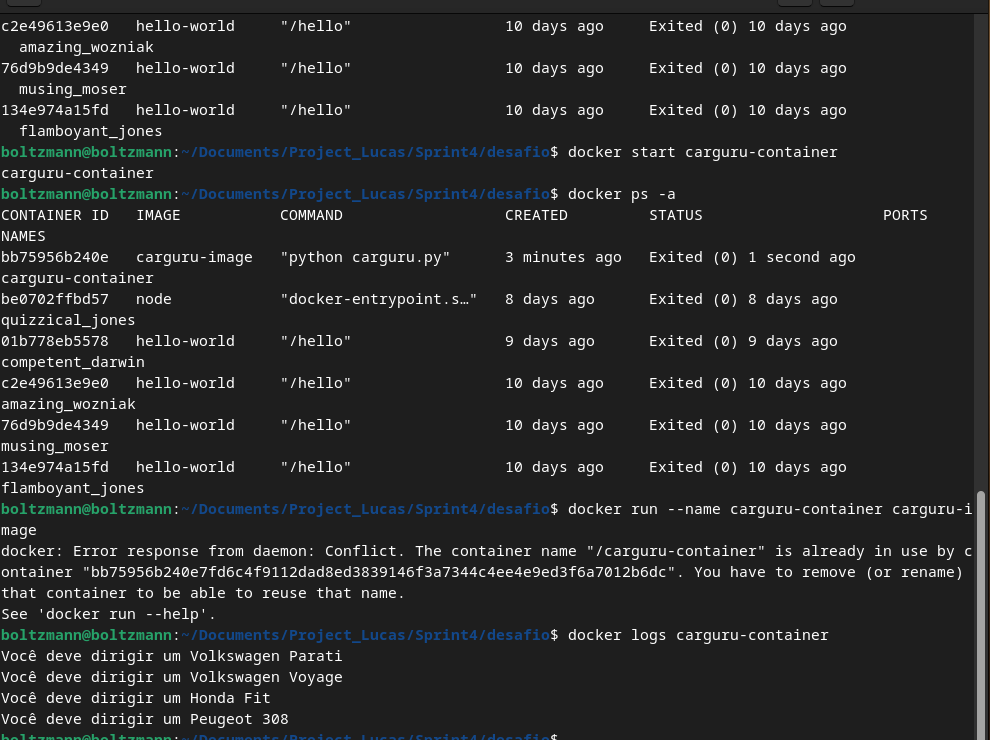 c2e49613e9e0   hello-world     "/hello"                 10 days ago     Exited (0) 10 days ago
  amazing_wozniak
76d9b9de4349   hello-world     "/hello"                 10 days ago     Exited (0) 10 days ago
  musing_moser
134e974a15fd   hello-world     "/hello"                 10 days ago     Exited (0) 10 days ago
  flamboyant_jones
boltzmann@boltzmann:~/Documents/Project_Lucas/Sprint4/desafio$ docker start carguru-container
carguru-container
boltzmann@boltzmann:~/Documents/Project_Lucas/Sprint4/desafio$ docker ps -a
CONTAINER ID   IMAGE           COMMAND                  CREATED         STATUS                    PORTS
NAMES
bb75956b240e   carguru-image   "python carguru.py"      3 minutes ago   Exited (0) 1 second ago
carguru-container
be0702ffbd57   node            "docker-entrypoint.s…"   8 days ago      Exited (0) 8 days ago
quizzical_jones
01b778eb5578   hello-world     "/hello"                 9 days ago      Exited (0) 9 days ago
competent_darwin
c2e49613e9e0   hello-world     "/hello"                 10 days ago     Exited (0) 10 days ago
amazing_wozniak
76d9b9de4349   hello-world     "/hello"                 10 days ago     Exited (0) 10 days ago
musing_moser
134e974a15fd   hello-world     "/hello"                 10 days ago     Exited (0) 10 days ago
flamboyant_jones
boltzmann@boltzmann:~/Documents/Project_Lucas/Sprint4/desafio$ docker run --name carguru-container carguru-i
mage
docker: Error response from daemon: Conflict. The container name "/carguru-container" is already in use by c
ontainer "bb75956b240e7fd6c4f9112dad8ed3839146f3a7344c4ee4e9ed3f6a7012b6dc". You have to remove (or rename)
that container to be able to reuse that name.
See 'docker run --help'.
boltzmann@boltzmann:~/Documents/Project_Lucas/Sprint4/desafio$ docker logs carguru-container
Você deve dirigir um Volkswagen Parati
Você deve dirigir um Volkswagen Voyage
Você deve dirigir um Honda Fit
Você deve dirigir um Peugeot 308
boltzmann@boltzmann:~/Documents/Project_Lucas/Sprint4/desafio$